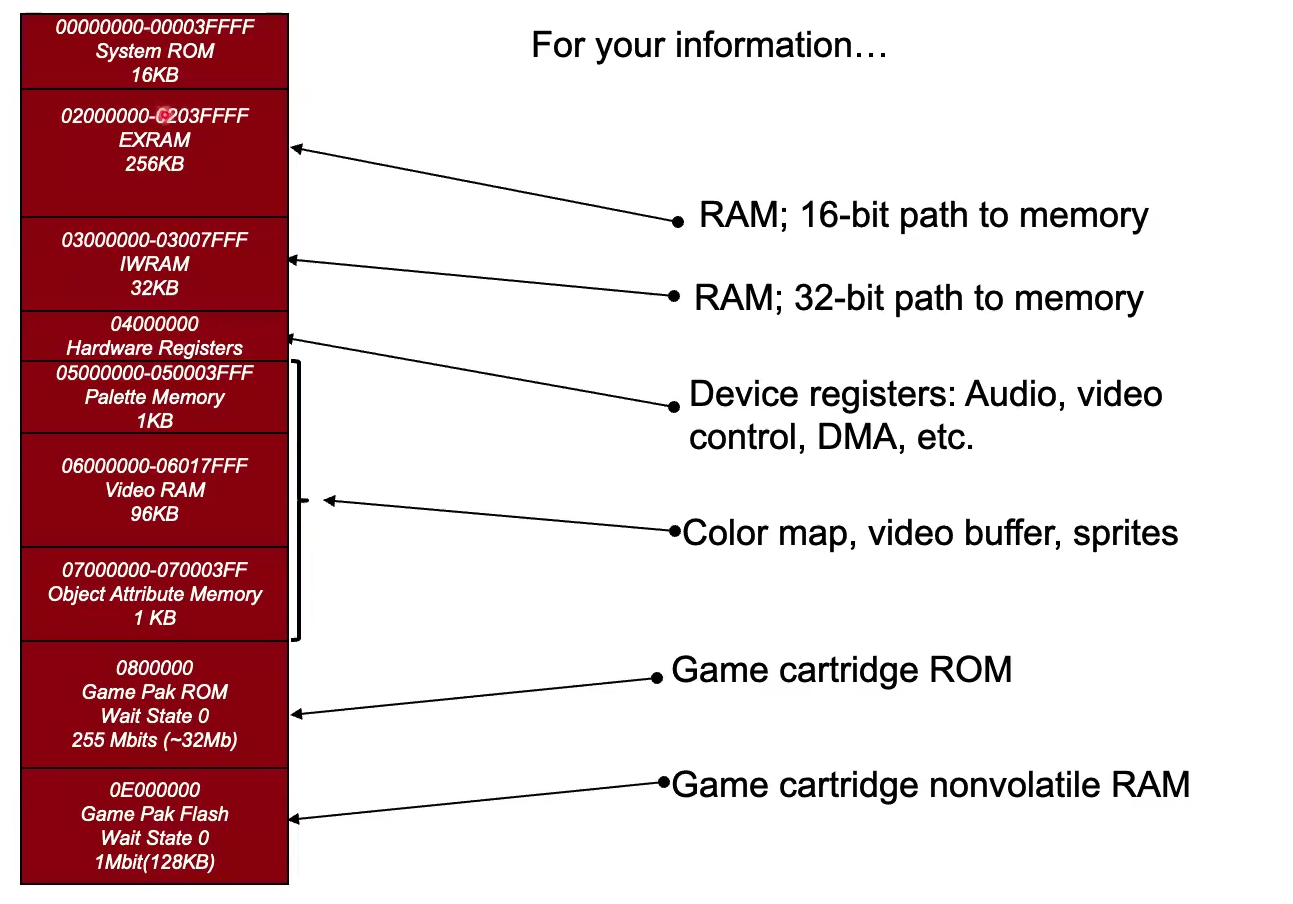 00000000-00003FFFF
System ROM
16KB
For your information…
02000000-0203FFFF
EXRAM
256KB
RAM; 16-bit path to memory
03000000-03007FFF
IWRAM
32KB
RAM; 32-bit path to memory
04000000
Hardware Registers
Device registers: Audio, video
control, DMA, etc.
05000000-050003FFF
Palette Memory
1KB
06000000-06017FFF
Video RAM
96KB
Color map, video buffer, sprites
07000000-070003FF
Object Attribute Memory
1 KB
0800000
Game Pak ROM
Wait State 0
255 Mbits (~32Mb)
Game cartridge ROM
0E000000
Game Pak Flash
Wait State 0
1Mbit(128KB)
Game cartridge nonvolatile RAM